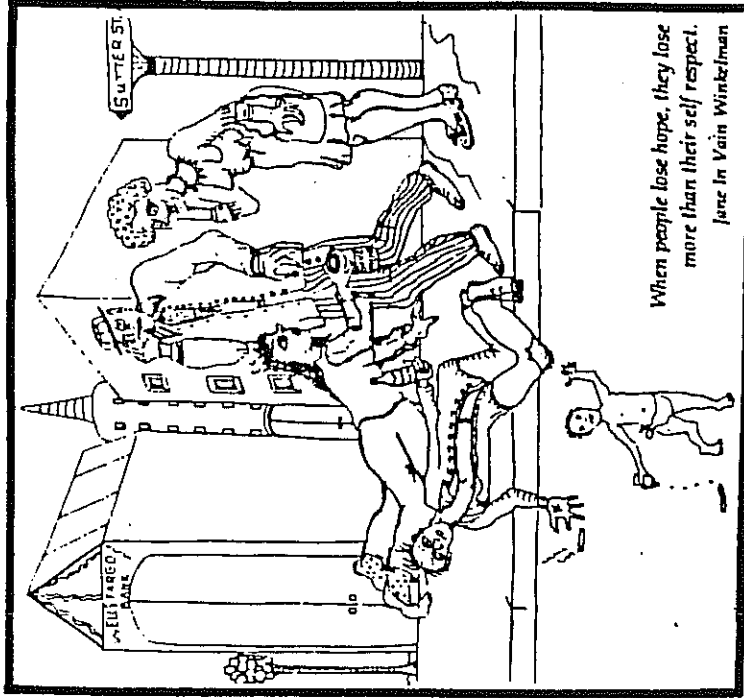 SUTTER ST.
WELLS FARGO
BANK
When people lose hope, they lose
more than their self respect.
Jane In Vain Winkelman